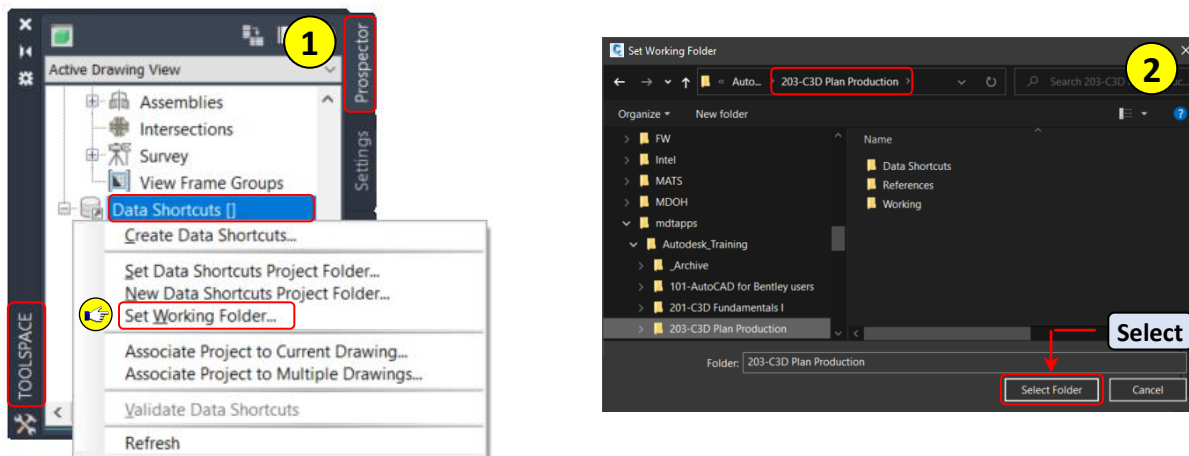 1
Active Drawing View
Assemblies
Intersections
Survey
View Frame Groups
Data Shortcuts []
Create Data Shortcuts...
Set Data Shortcuts Project Folder...
New Data Shortcuts Project Folder...
Set Working Folder...
Associate Project to Current Drawing...
Associate Project to Multiple Drawings...
Validate Data Shortcuts
Refresh
Prospector
Settings
TOOLSPACE
Set Working Folder
2
« Auto... 203-C3D Plan Production
Search 203-C3D
Organize
New folder
FW
Intel
MATS
MDOH
mdtapps
Autodesk_Training
_Archive
101-AutoCAD for Bentley users
201-C3D Fundamentals I
203-C3D Plan Production
Name
Data Shortcuts
References
Working
Select
Folder: 203-C3D Plan Production
Select Folder
Cancel